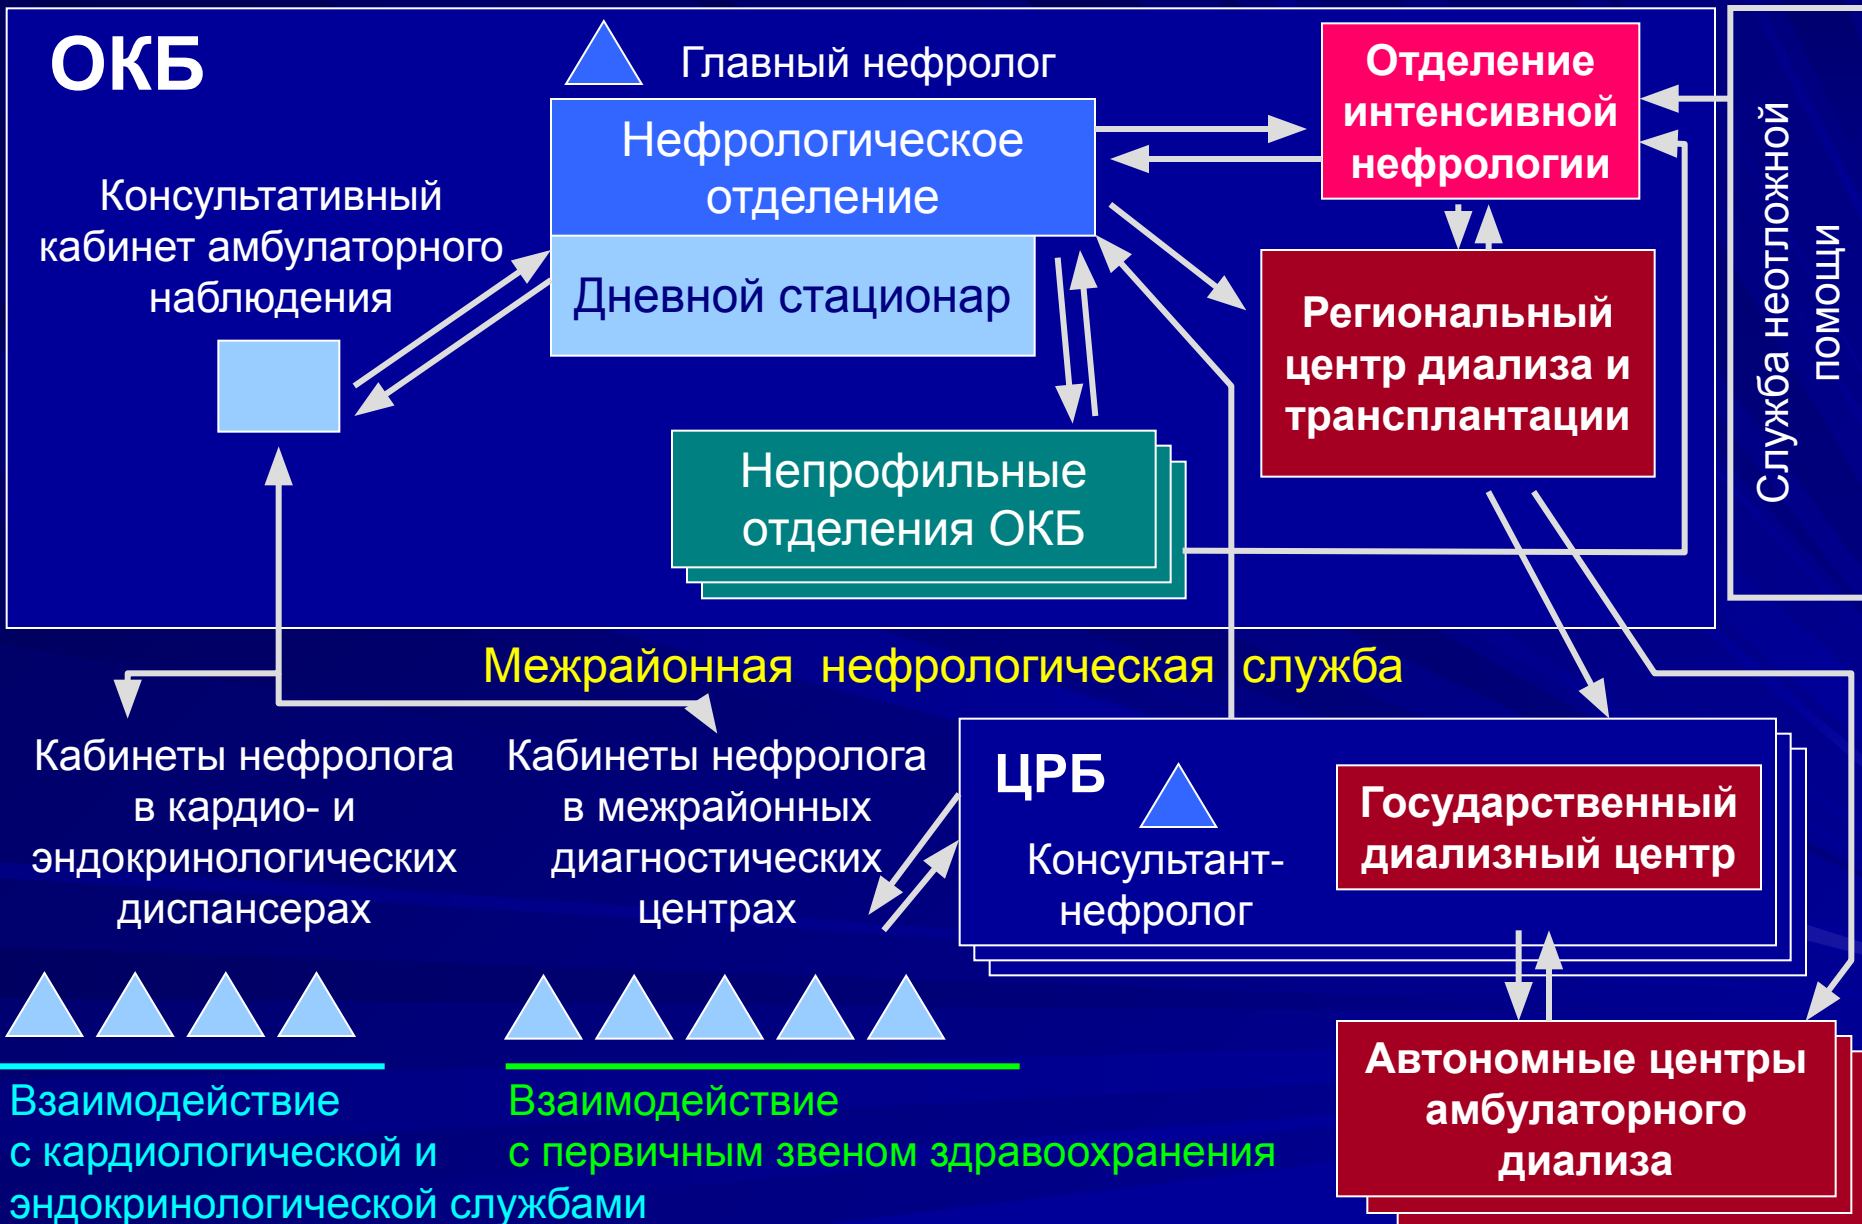 ОКБ
Главный нефролог
Нефрологическое
отделение
Дневной стационар
Консультативный
кабинет амбулаторного
наблюдения
Отделение
интенсивной
нефрологии
Региональный
центр диализа и
трансплантации
Служба неотложной
помощи
Непрофильные
отделения ОКБ
Межрайонная нефрологическая служба
Кабинеты нефролога
в кардио- и
эндокринологических
диспансерах
Кабинеты нефролога
в межрайонных
диагностических
центрах
ЦРБ
Консультант-
нефролог
Государственный
диализный центр
Автономные центры
амбулаторного
диализа
Взаимодействие
с кардиологической и
эндокринологической службами
Взаимодействие
с первичным звеном здравоохранения